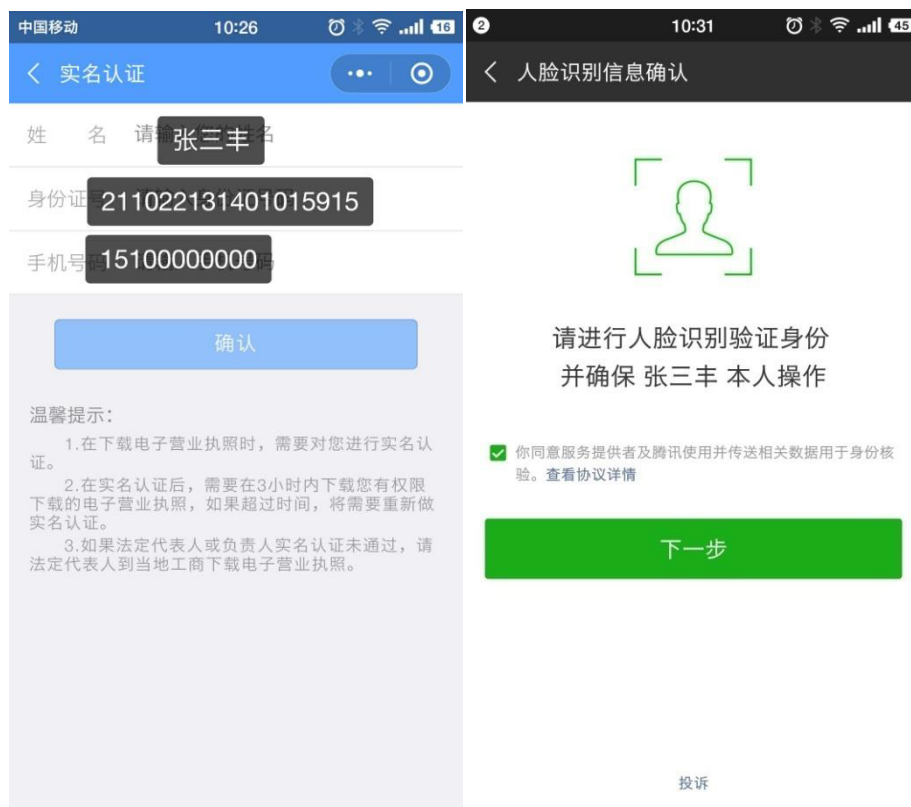 中国移动 10:26 16
实名认证
姓 名 请
张三丰
名
身份证
211022131401015915
手机号码
15100000000
码
确认
温馨提示:
1.在下载电子营业执照时，需要对您进行实名认
证。
2.在实名认证后，需要在3小时内下载您有权限
下载的电子营业执照，如果超过时间，将需要重新做
实名认证。
3.如果法定代表人或负责人实名认证未通过，请
法定代表人到当地工商下载电子营业执照。
2 10:31 45
人脸识别信息确认
请进行人脸识别验证身份
并确保 张三丰 本人操作
你同意服务提供者及腾讯使用并传送相关数据用于身份核
验。查看协议详情
下一步
投诉